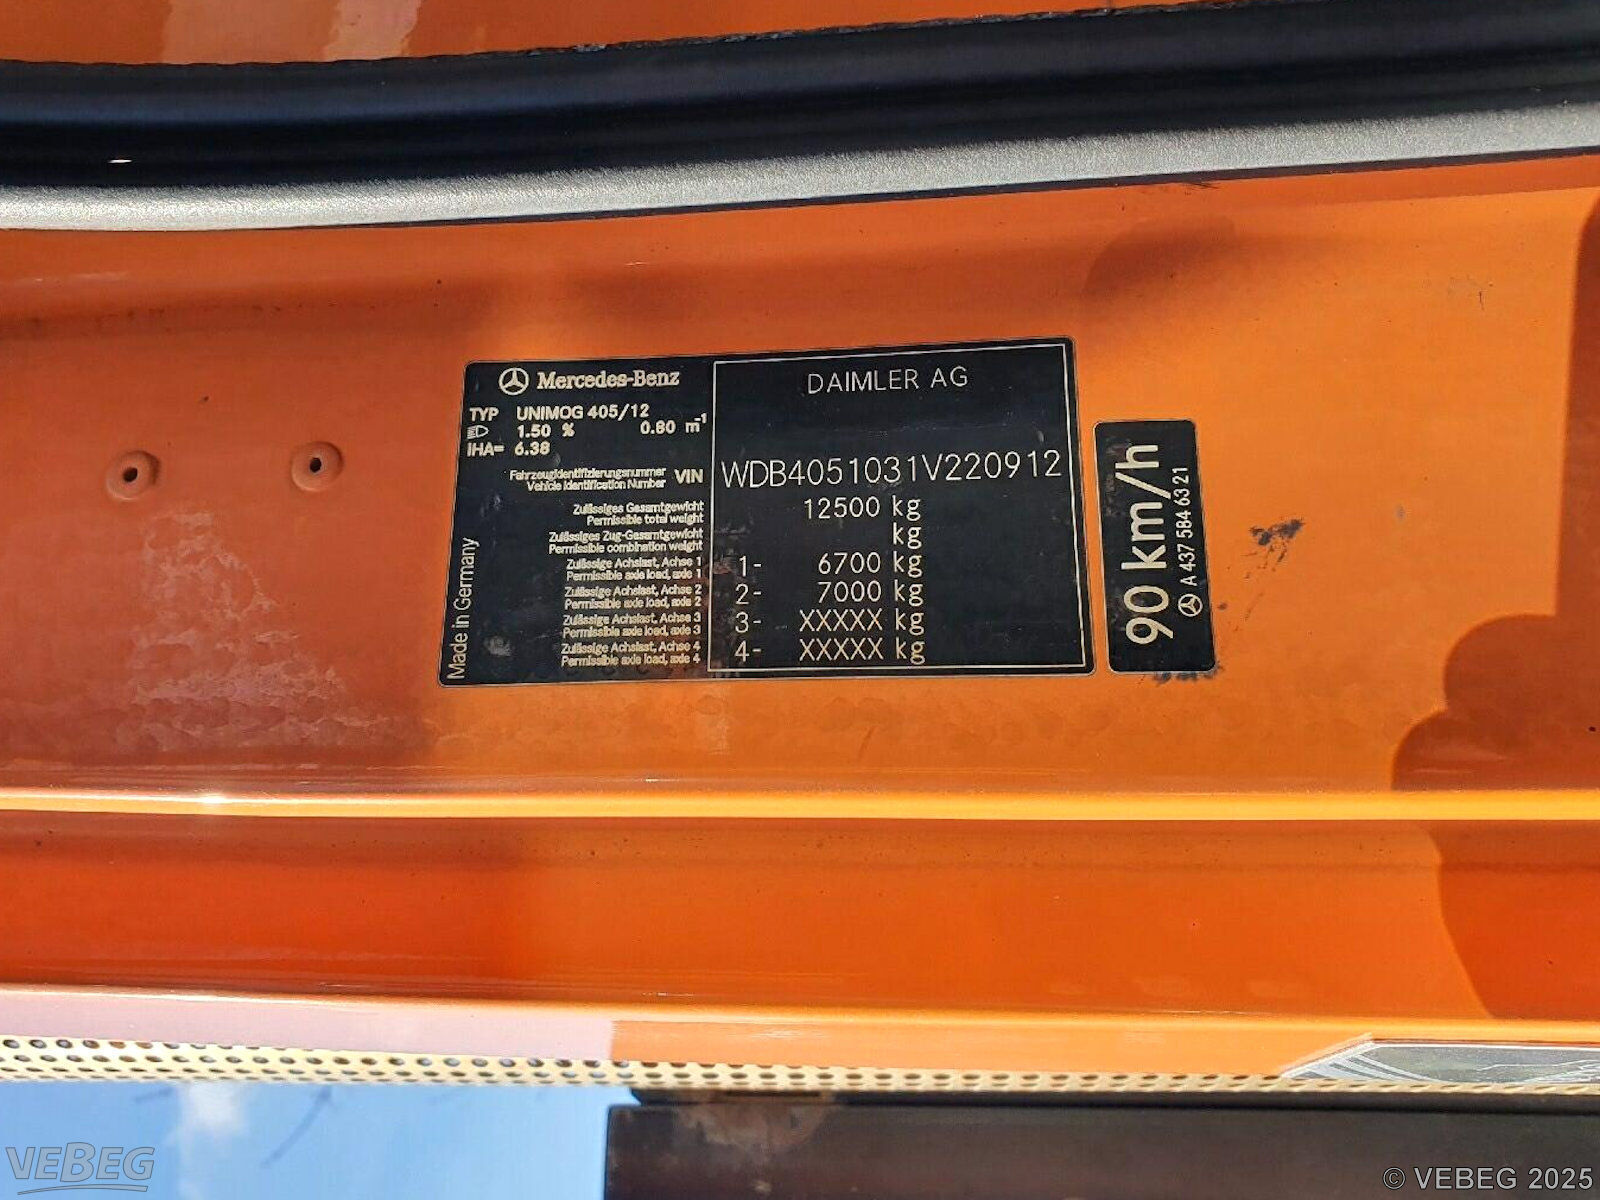 Mercedes-Benz
TYP UNIMOG 405/12
1.50 % 0.80 m-1
IHA= 6.38
Fahrzeugidentifizierungsnummer
Vehicle Identification Number VIN
Zulässiges Gesamtgewicht
Permissible total weight
Zulässiges Zug-Gesamtgewicht
Permissible combination weight
Zulässige Achslast, Achse 1
Permissible axle load, axle 1
Zulässige Achslast, Achse 2
Permissible axle load, axle 2
Zulässige Achslast, Achse 3
Permissible axle load, axle 3
Zulässige Achslast, Achse 4
Permissible axle load, axle 4
Made in Germany
DAIMLER AG
WDB4051031V220912
12500 kg
kg
1- 6700 kg
2- 7000 kg
3- XXXXX kg
4- XXXXX kg
90 km/h
A 437 584 63 21
VEBEG
© VEBEG 2025